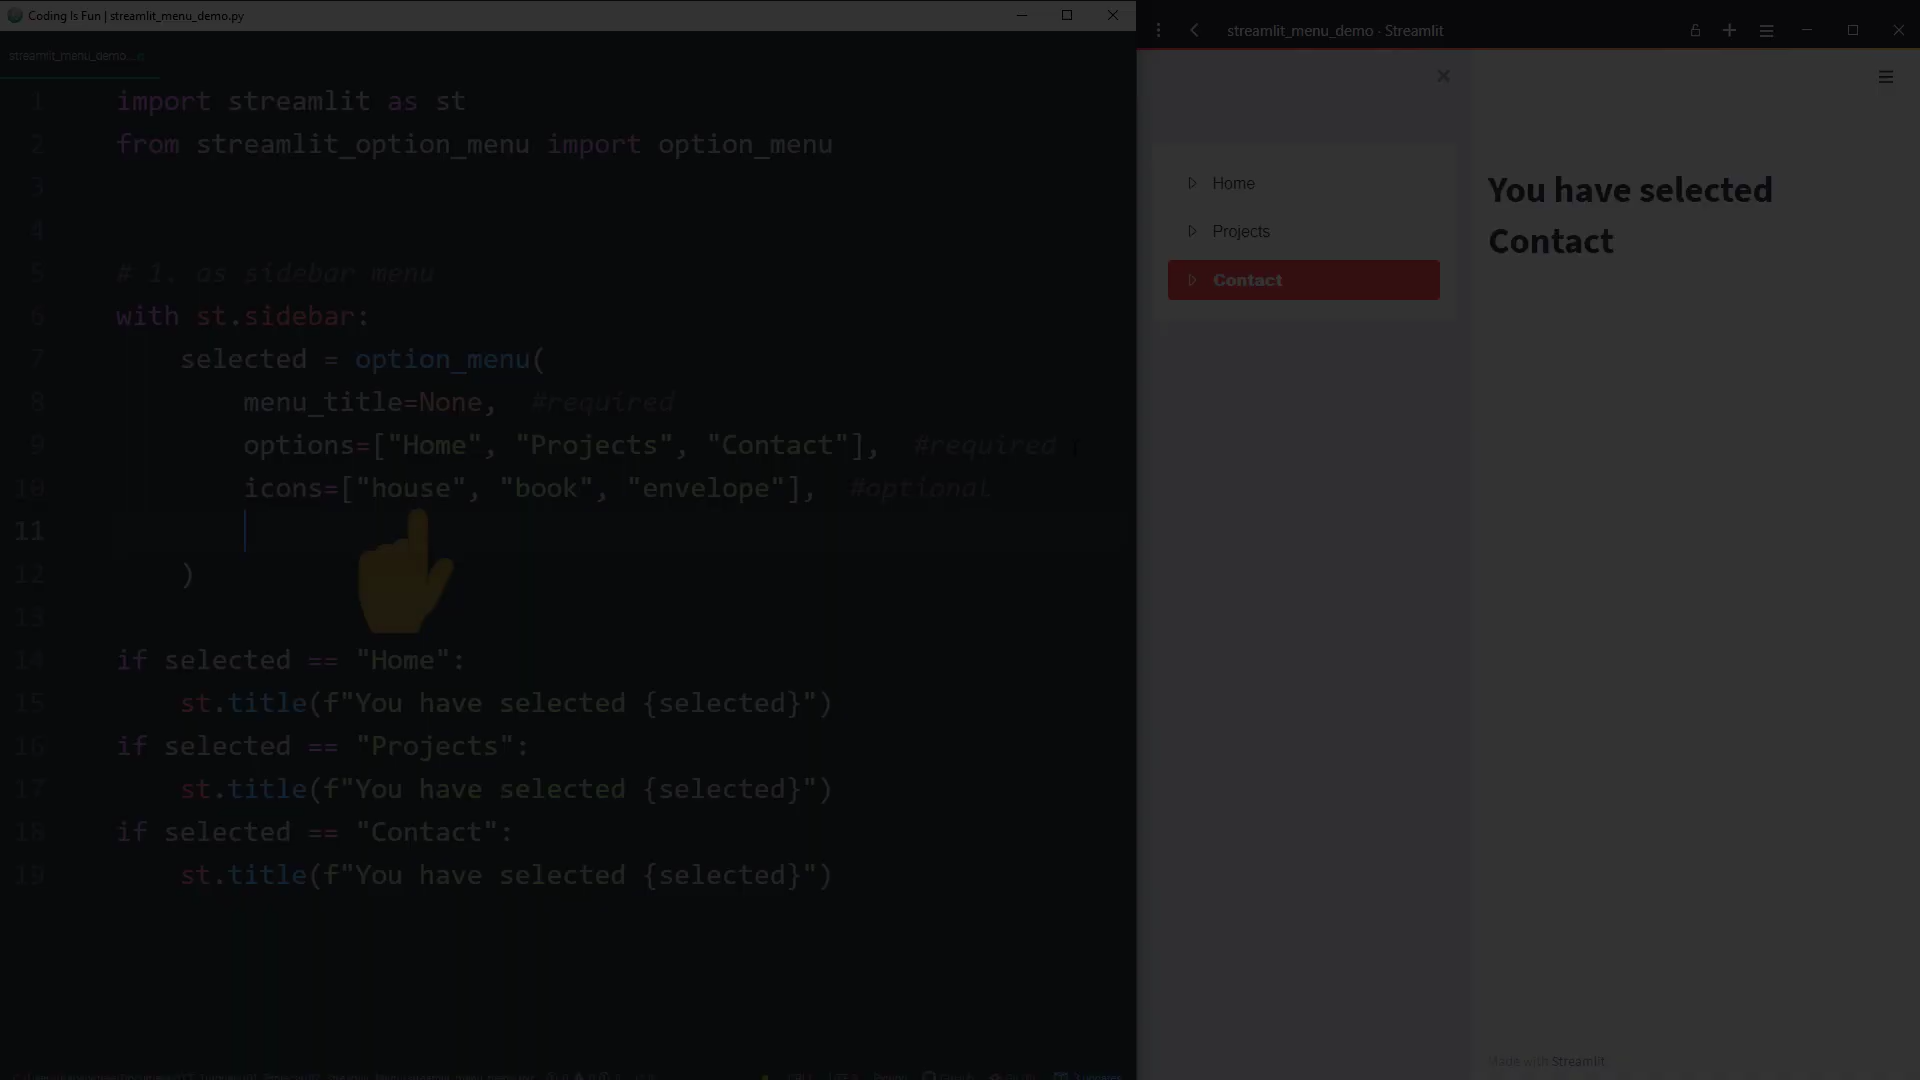 Coding Is Fun | streamlit_menu_demo.py
streamlit_menu_demo...
1 import streamlit as st
2 from streamlit_option_menu import option_menu
3
4
5 # 1. as sidebar menu
6 with st.sidebar:
7 selected = option_menu(
8 menu_title=None, #required
9 options=["Home", "Projects", "Contact"], #required
10 icons=["house", "book", "envelope"], #optional
11
12 )
13
14 if selected == "Home":
15 st.title(f"You have selected {selected}")
16 if selected == "Projects":
17 st.title(f"You have selected {selected}")
18 if selected == "Contact":
19 st.title(f"You have selected {selected}")
streamlit_menu_demo · Streamlit
Home
Projects
Contact
You have selected
Contact
Made with Streamlit